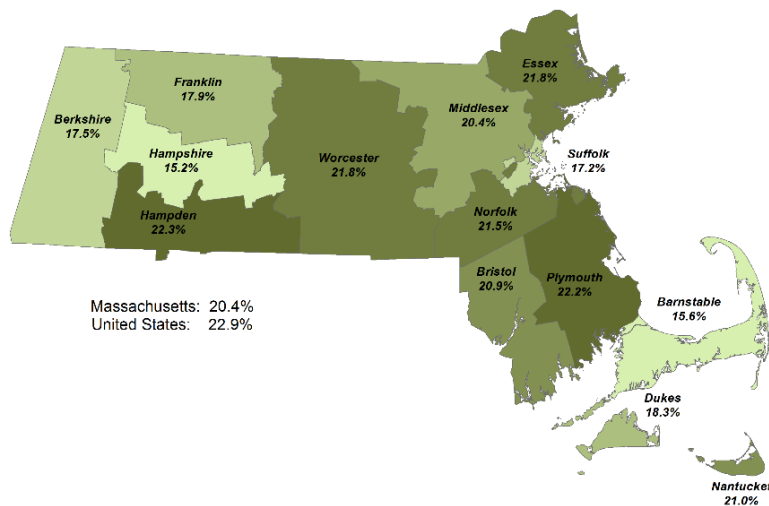 Essex
21.8%
Franklin
17.9%
Middlesex
20.4%
Berkshire
17.5%
Hampshire
15.2%
Worcester
21.8%
Suffolk
17.2%
Hampden
22.3%
Norfolk
21.5%
Bristol
20.9%
Plymouth
22.2%
Massachusetts: 20.4%
United States: 22.9%
Barnstable
15.6%
Dukes
18.3%
Nantucket
21.0%